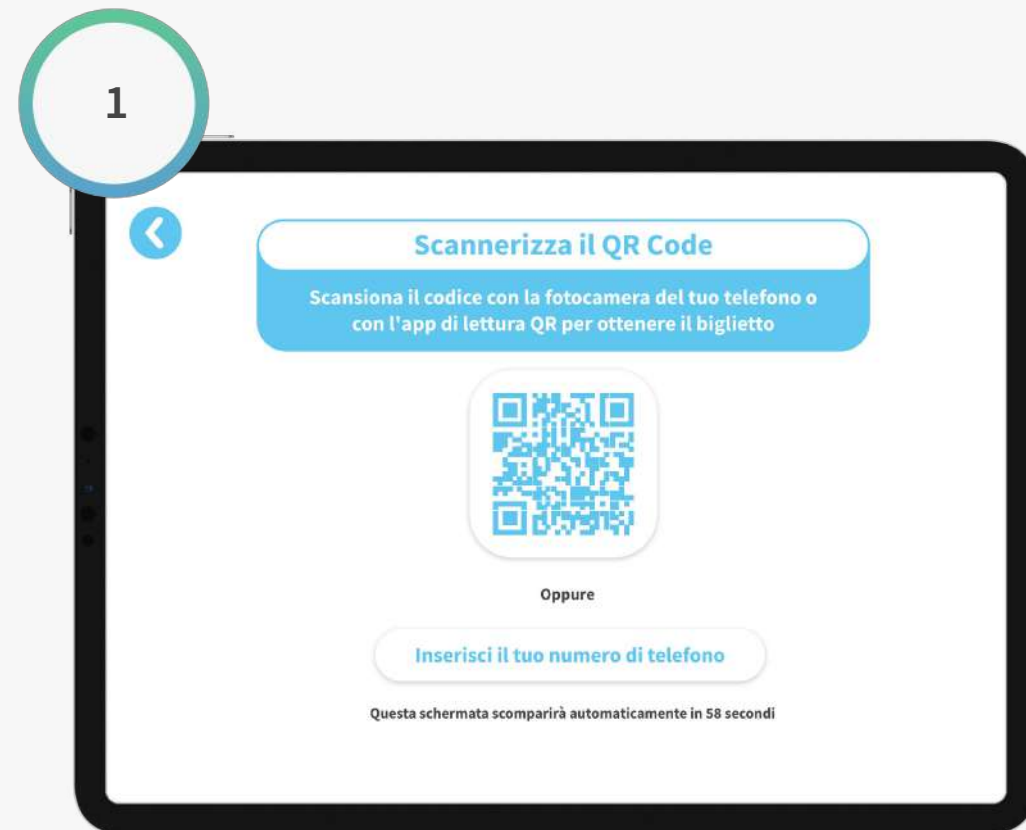 1
Scannerizza il QR Code
Scansiona il codice con la fotocamera del tuo telefono o
con l'app di lettura QR per ottenere il biglietto
Oppure
Inserisci il tuo numero di telefono
Questa schermata scomparirà automaticamente in 58 secondi